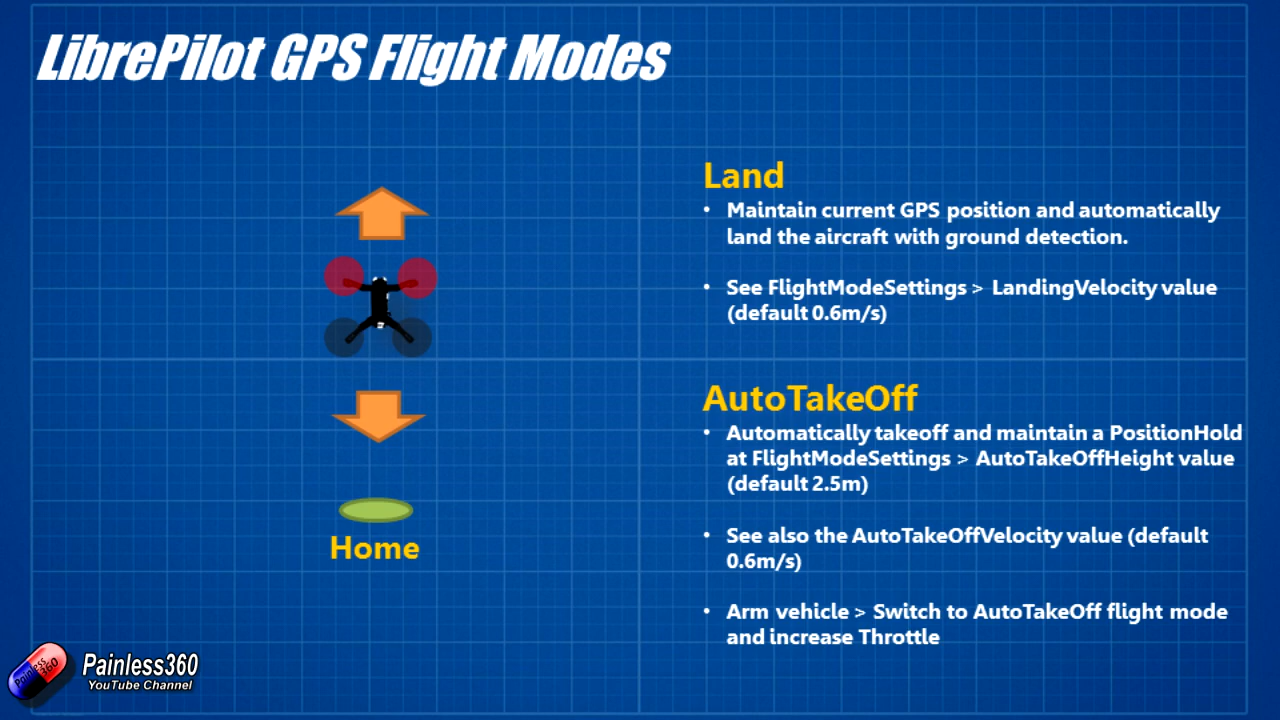 LibrePilot GPS Flight Modes
Land
• Maintain current GPS position and automatically
land the aircraft with ground detection.
• See FlightModeSettings > LandingVelocity value
(default 0.6m/s)
AutoTakeOff
• Automatically takeoff and maintain a PositionHold
at FlightModeSettings > AutoTakeOffHeight value
(default 2.5m)
• See also the AutoTakeOffVelocity value (default
0.6m/s)
• Arm vehicle > Switch to AutoTakeOff flight mode
and increase Throttle
Home
Painless
360
Painless360
YouTube Channel